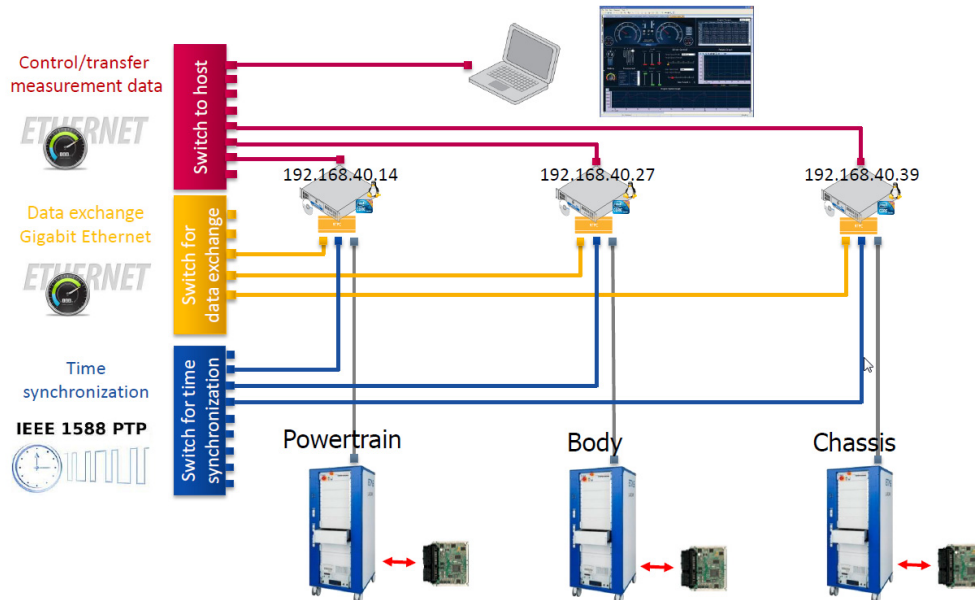 Control/transfer
measurement data
ETHERNET
Switch to host
192.168.40.14
192.168.40.27
192.168.40.39
Data exchange
Gigabit Ethernet
ETHERNET
Switch for
data exchange
Time
synchronization
IEEE 1588 PTP
Switch for time
synchronization
Powertrain
Body
Chassis